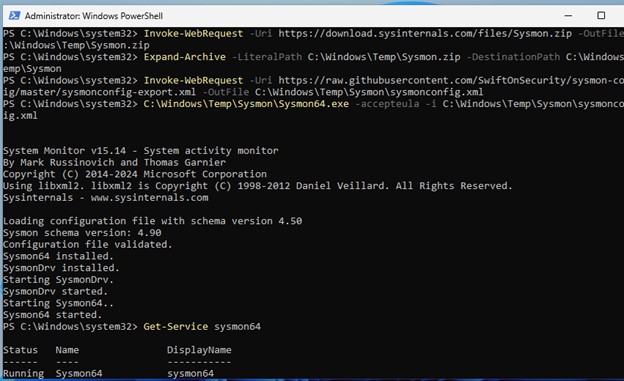 Administrator: Windows PowerShell
PS C:\Windows\system32> Invoke-WebRequest -Uri https://download.sysinternals.com/files/Sysmon.zip -OutFile
:\Windows\Temp\Sysmon.zip
PS C:\Windows\system32> Expand-Archive -LiteralPath C:\Windows\Temp\Sysmon.zip -DestinationPath C:\Windows
emp\Sysmon
PS C:\Windows\system32> Invoke-WebRequest -Uri https://raw.githubusercontent.com/SwiftOnSecurity/sysmon-co
ig/master/sysmonconfig-export.xml -OutFile C:\Windows\Temp\Sysmon\sysmonconfig.xml
PS C:\Windows\system32> C:\Windows\Temp\Sysmon\Sysmon64.exe -accepteula -i C:\Windows\Temp\Sysmon\sysmonco
ig.xml
System Monitor v15.14 - System activity monitor
By Mark Russinovich and Thomas Garnier
Copyright (C) 2014-2024 Microsoft Corporation
Using libxml2. libxml2 is Copyright (C) 1998-2012 Daniel Veillard. All Rights Reserved.
Sysinternals - www.sysinternals.com
Loading configuration file with schema version 4.50
Sysmon schema version: 4.90
Configuration file validated.
Sysmon64 installed.
SysmonDrv installed.
Starting SysmonDrv.
SysmonDrv started.
Starting Sysmon64..
Sysmon64 started.
PS C:\Windows\system32> Get-Service sysmon64
Status Name DisplayName
------ ---- -----------
Running Sysmon64 sysmon64